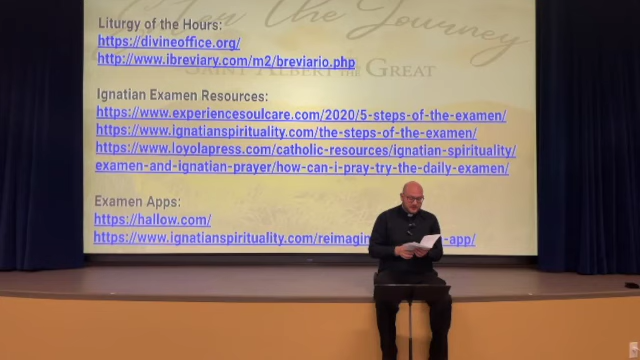 the Journey
SAINT ALBERT THE GREAT
Liturgy of the Hours:
https://divineoffice.org/
http://www.ibreviary.com/m2/breviario.php
Ignatian Examen Resources:
https://www.experiencesoulcare.com/2020/5-steps-of-the-examen/
https://www.ignatianspirituality.com/the-steps-of-the-examen/
https://www.loyolapress.com/catholic-resources/ignatian-spirituality/
examen-and-ignatian-prayer/how-can-i-pray-try-the-daily-examen/
Examen Apps:
https://hallow.com/
https://www.ignatianspirituality.com/reimagin -app/